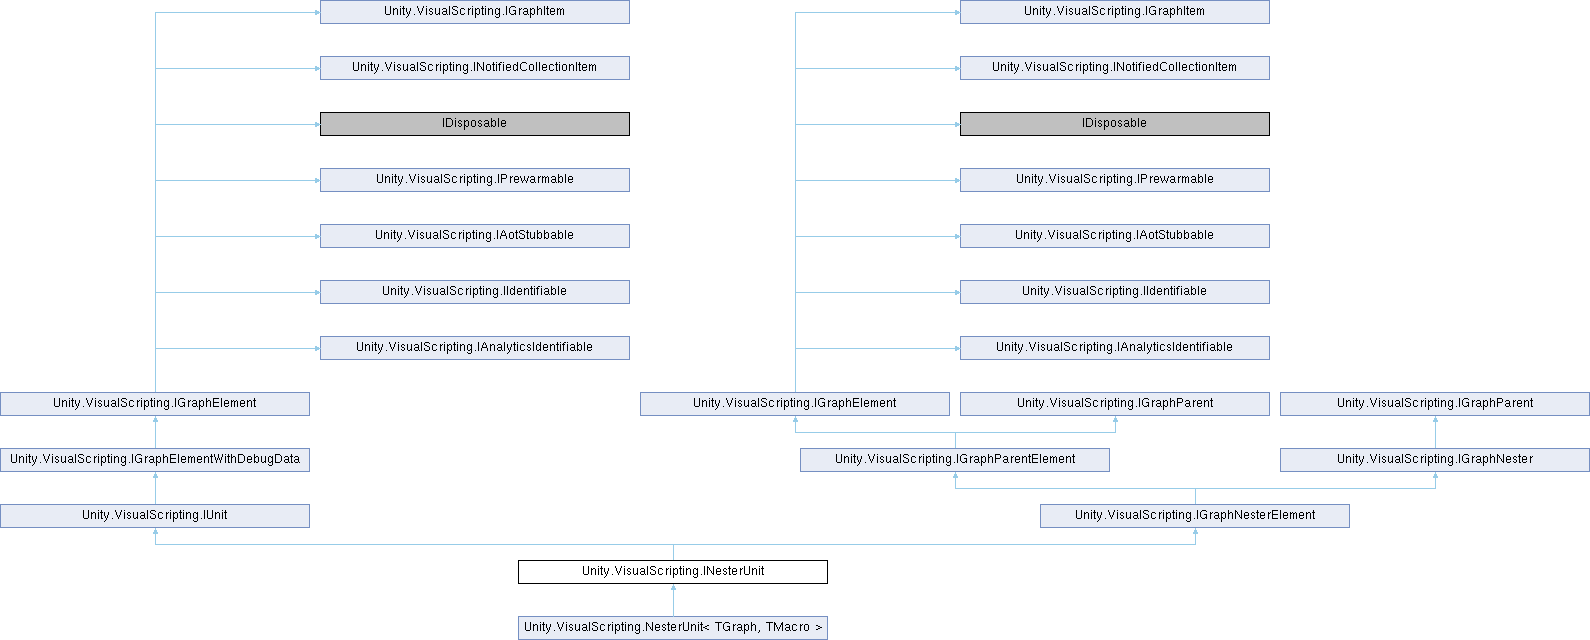 Unity.VisualScripting.IGraphItem
Unity.VisualScripting.IGraphItem
Unity.VisualScripting.INotifiedCollectionItem
Unity.VisualScripting.INotifiedCollectionItem
IDisposable
IDisposable
Unity.VisualScripting.IPrewarmable
Unity.VisualScripting.IPrewarmable
Unity.VisualScripting.IAotStubbable
Unity.VisualScripting.IAotStubbable
Unity.VisualScripting.IIdentifiable
Unity.VisualScripting.IIdentifiable
Unity.VisualScripting.IAnalyticsIdentifiable
Unity.VisualScripting.IAnalyticsIdentifiable
Unity.VisualScripting.IGraphElement
Unity.VisualScripting.IGraphElement
Unity.VisualScripting.IGraphParent
Unity.VisualScripting.IGraphParent
Unity.VisualScripting.IGraphElementWithDebugData
Unity.VisualScripting.IGraphParentElement
Unity.VisualScripting.IGraphNester
Unity.VisualScripting.IUnit
Unity.VisualScripting.IGraphNesterElement
Unity.VisualScripting.INesterUnit
Unity.VisualScripting.NesterUnit< TGraph, TMacro >